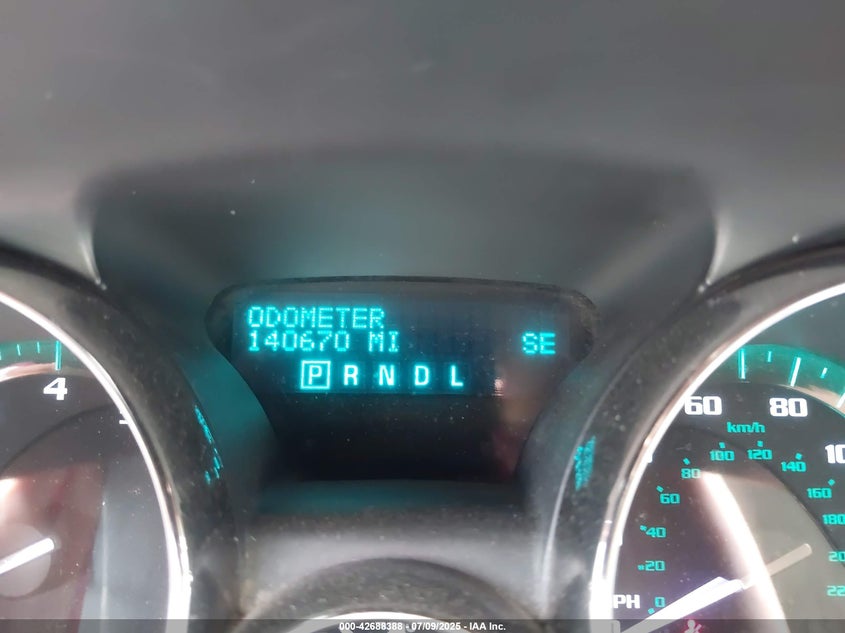 ODOMETER
140670 MI SE
P R N D L
4
60 80
km/h
80 100 120 140
60 160
40 180
20
0
PH
000-42688388 - 07/09/2025 - IAA Inc.